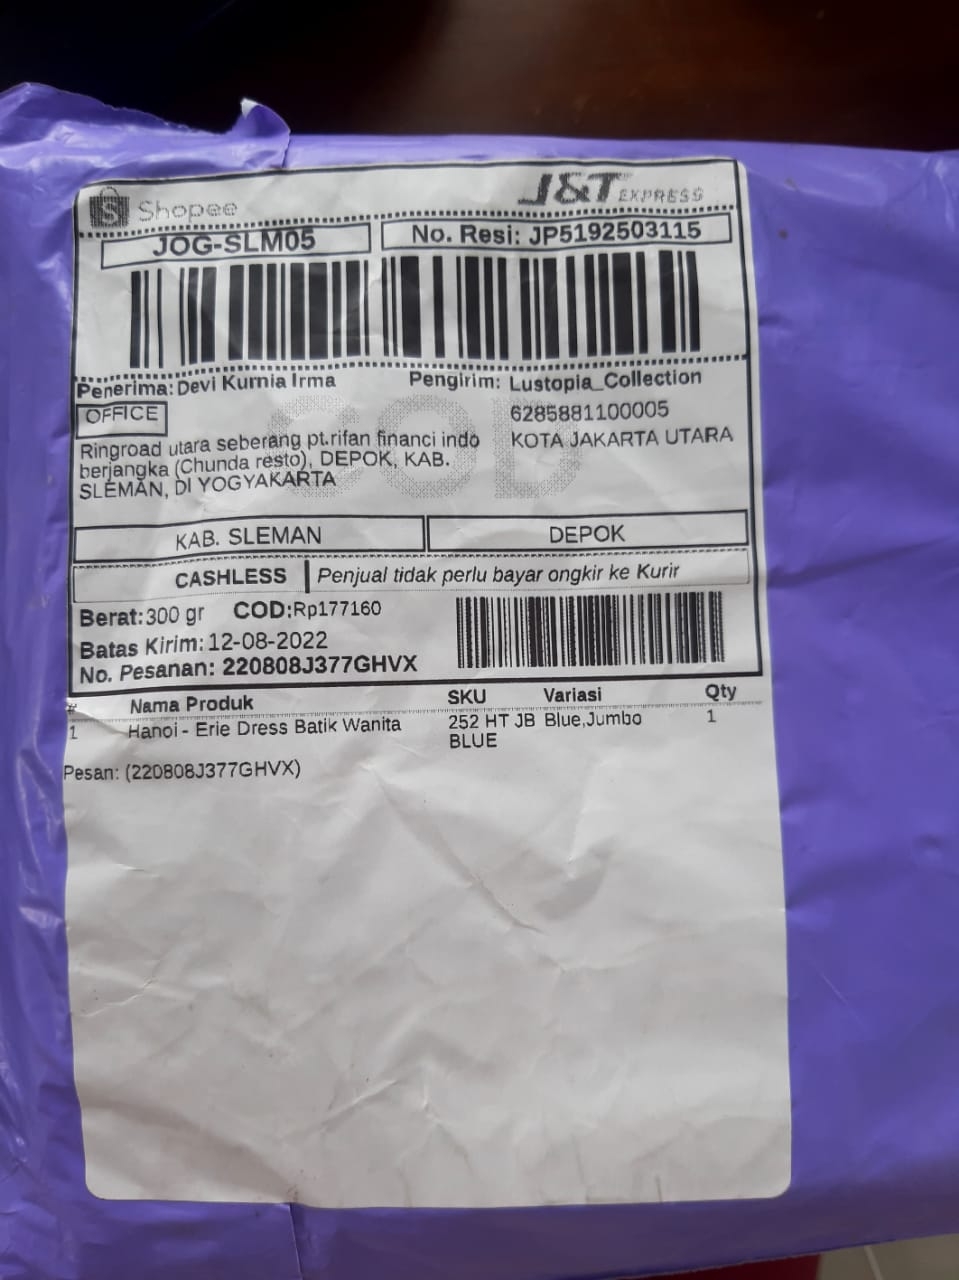 Shopee
J&T EXPRESS
JOG-SLM05
No. Resi: JP5192503115
Penerima: Devi Kurnia Irma
OFFICE
Ringroad utara seberang pt.rifan financi indo
berjangka (Chunda resto), DEPOK, KAB.
SLEMAN, DI YOGYAKARTA
Pengirim: Lustopia_Collection
6285881100005
KOTA JAKARTA UTARA
COD
KAB. SLEMAN
DEPOK
CASHLESS
Penjual tidak perlu bayar ongkir ke Kurir
Berat: 300 gr COD:Rp177160
Batas Kirim: 12-08-2022
No. Pesanan: 220808J377GHVX
# Nama Produk SKU Variasi Qty
1 Hanoi - Erie Dress Batik Wanita 252 HT JB Blue,Jumbo 1
BLUE
Pesan: (220808J377GHVX)